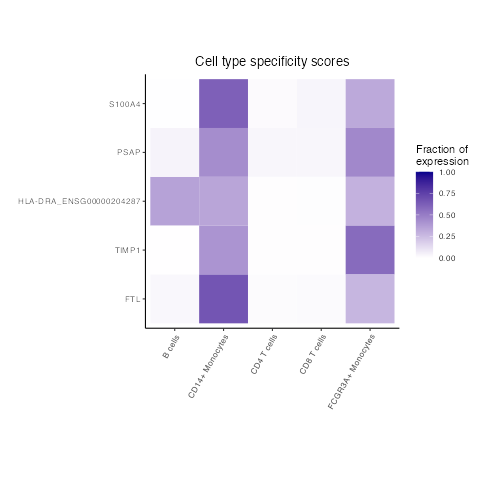 Cell type specificity scores
S100A4
PSAP
HLA-DRA_ENSG00000204287
TIMP1
FTL
B cells
CD14+ Monocytes
CD4 T cells
CD8 T cells
FCGR3A+ Monocytes
Fraction of
expression
1.00
0.75
0.50
0.25
0.00